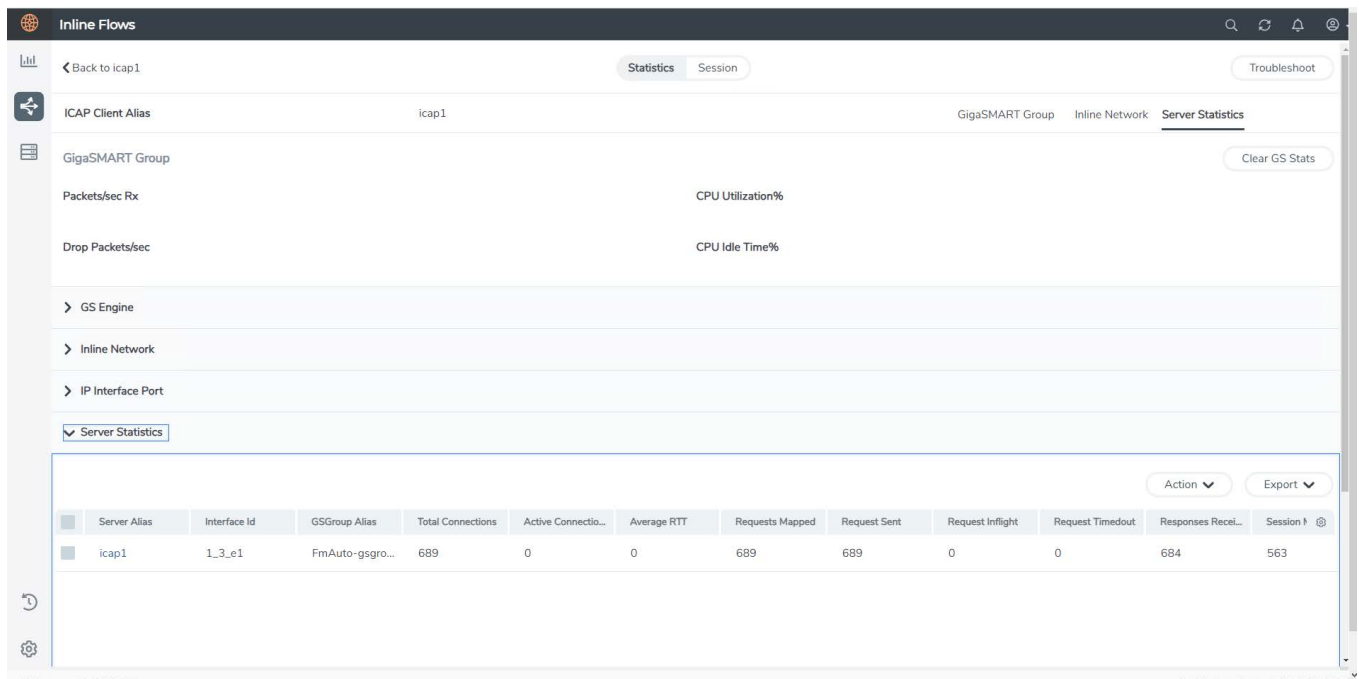 Inline Flows
Back to icap1 Statistics Session Troubleshoot
ICAP Client Alias icap1 GigaSMART Group Inline Network Server Statistics
GigaSMART Group Clear GS Stats
Packets/sec Rx CPU Utilization%
Drop Packets/sec CPU Idle Time%
GS Engine
Inline Network
IP Interface Port
Server Statistics
Action Export
Server Alias Interface Id GSGroup Alias Total Connections Active Connectio... Average RTT Requests Mapped Request Sent Request Inflight Request Timedout Responses Recei... Session
icap1 1_3_e1 FmAuto-gsgro... 689 0 0 689 689 0 0 684 563